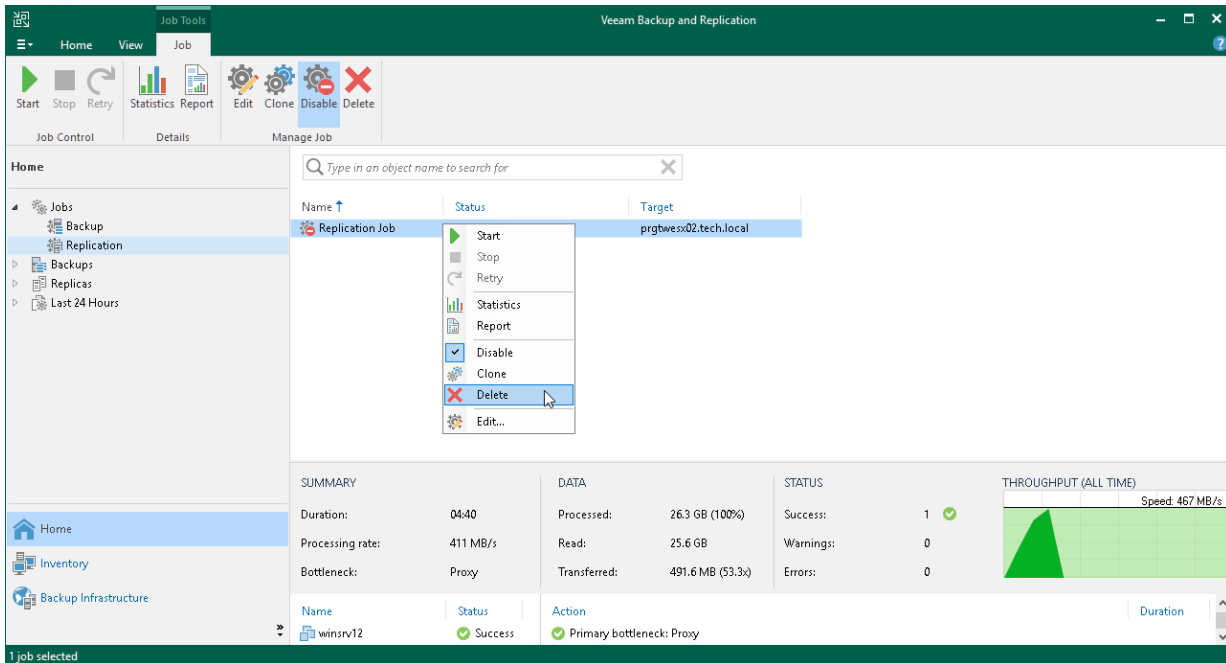 Job Tools
Veeam Backup and Replication
Home View Job
Start Stop Retry Statistics Report Edit Clone Disable Delete
Job Control Details Manage Job
Home
Type in an object name to search for
Jobs
Backup
Replication
Backups
Replicas
Last 24 Hours
Name Status Target
Replication Job prgtwesx02.tech.local
Start
Stop
Retry
Statistics
Report
Disable
Clone
Delete
Edit...
Home
Inventory
Backup Infrastructure
SUMMARY DATA STATUS THROUGHPUT (ALL TIME)
Speed: 467 MB/s
Duration: 04:40 Processed: 26.3 GB (100%) Success: 1
Processing rate: 411 MB/s Read: 25.6 GB Warnings: 0
Bottleneck: Proxy Transferred: 491.6 MB (53.3x) Errors: 0
Name Status Action Duration
winsrv12 Success Primary bottleneck: Proxy
1 job selected